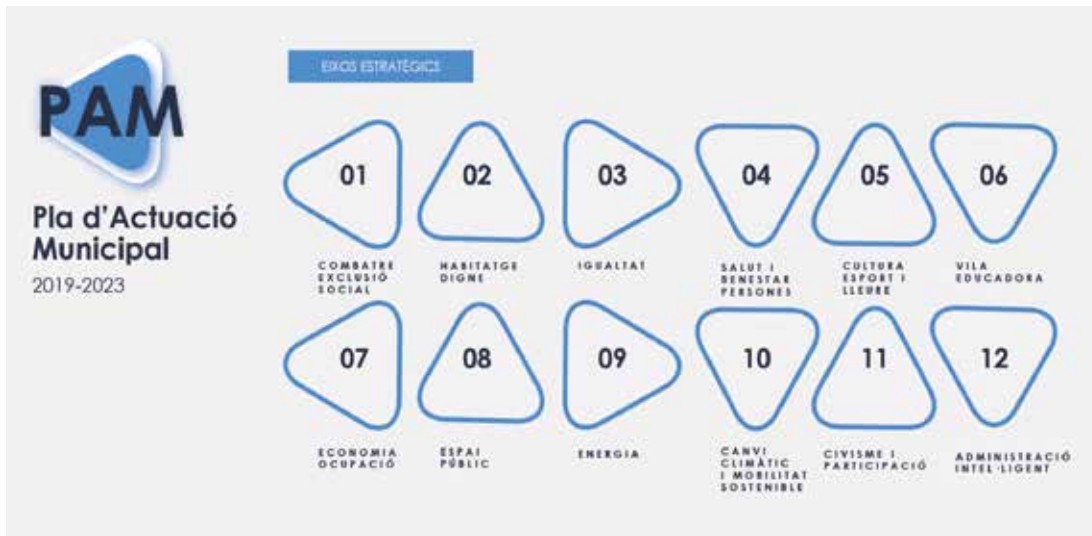 PAM
Pla d'Actuació
Municipal
2019-2023
EIXOS ESTRATÈGICS
01
COMBATRE
EXCLUSIÓ
SOCIAL
02
HABITATGE
DIGNE
03
IGUALTAT
04
SALUT I
BENESTAR
PERSONES
05
CULTURA
ESPORT I
LLEURE
06
VILA
EDUCADORA
07
ECONOMIA
OCUPACIÓ
08
ESPAI
PÚBLIC
09
ENERGIA
10
CANVI
CLIMÀTIC
I MOBILITAT
SOSTENIBLE
11
CIVISME I
PARTICIPACIÓ
12
ADMINISTRACIÓ
INTEL·LIGENT